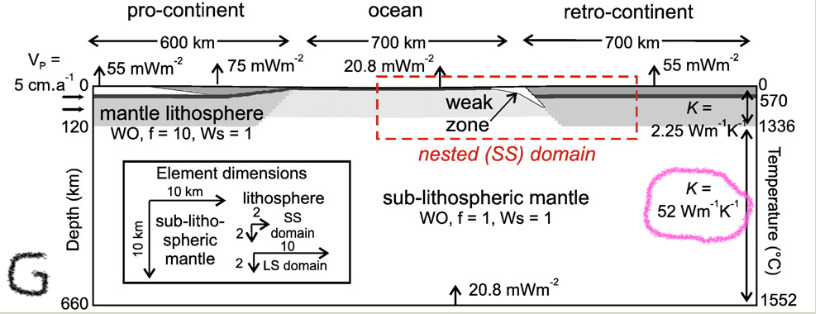 pro-continent ocean retro-continent
600 km 700 km 700 km
V_P = 55 mWm⁻² 75 mWm⁻² 20.8 mWm⁻² 55 mWm⁻²
5 cm.a⁻¹ 0 0
mantle lithosphere weak zone K = 570
WO, f = 10, Ws = 1 2.25 Wm⁻¹K⁻¹ 1336
120
nested (SS) domain
Element dimensions
10 km lithosphere
10 km sub-litho-spheric mantle
2 SS
2 domain
10
2 LS domain
sub-lithospheric mantle
WO, f = 1, Ws = 1
K =
52 Wm⁻¹K⁻¹
Depth (km)
Temperature (°C)
G
20.8 mWm⁻²
660 1552